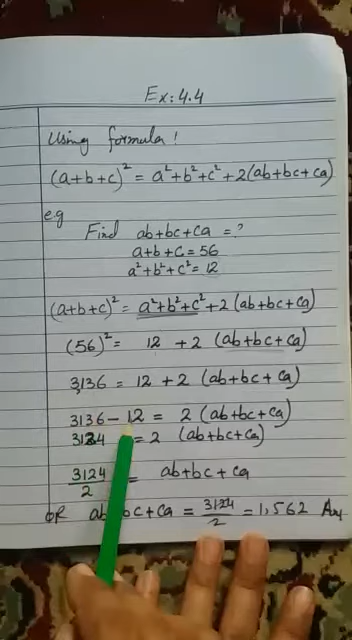 Ex: 4.4
Using formula!
(a+b+c)² = a²+b²+c²+2(ab+bc+ca)
e.g
Find ab+bc+ca = ?
a+b+c = 56
a²+b²+c² = 12
(a+b+c)² = a²+b²+c²+2(ab+bc+ca)
(56)² = 12 + 2 (ab+bc+ca)
3136 = 12 + 2 (ab+bc+ca)
3136 - 12 = 2 (ab+bc+ca)
3124 = 2 (ab+bc+ca)
3124/2 = ab+bc+ca
OR ab+bc+ca = 3124/2 = 1,562 Ans